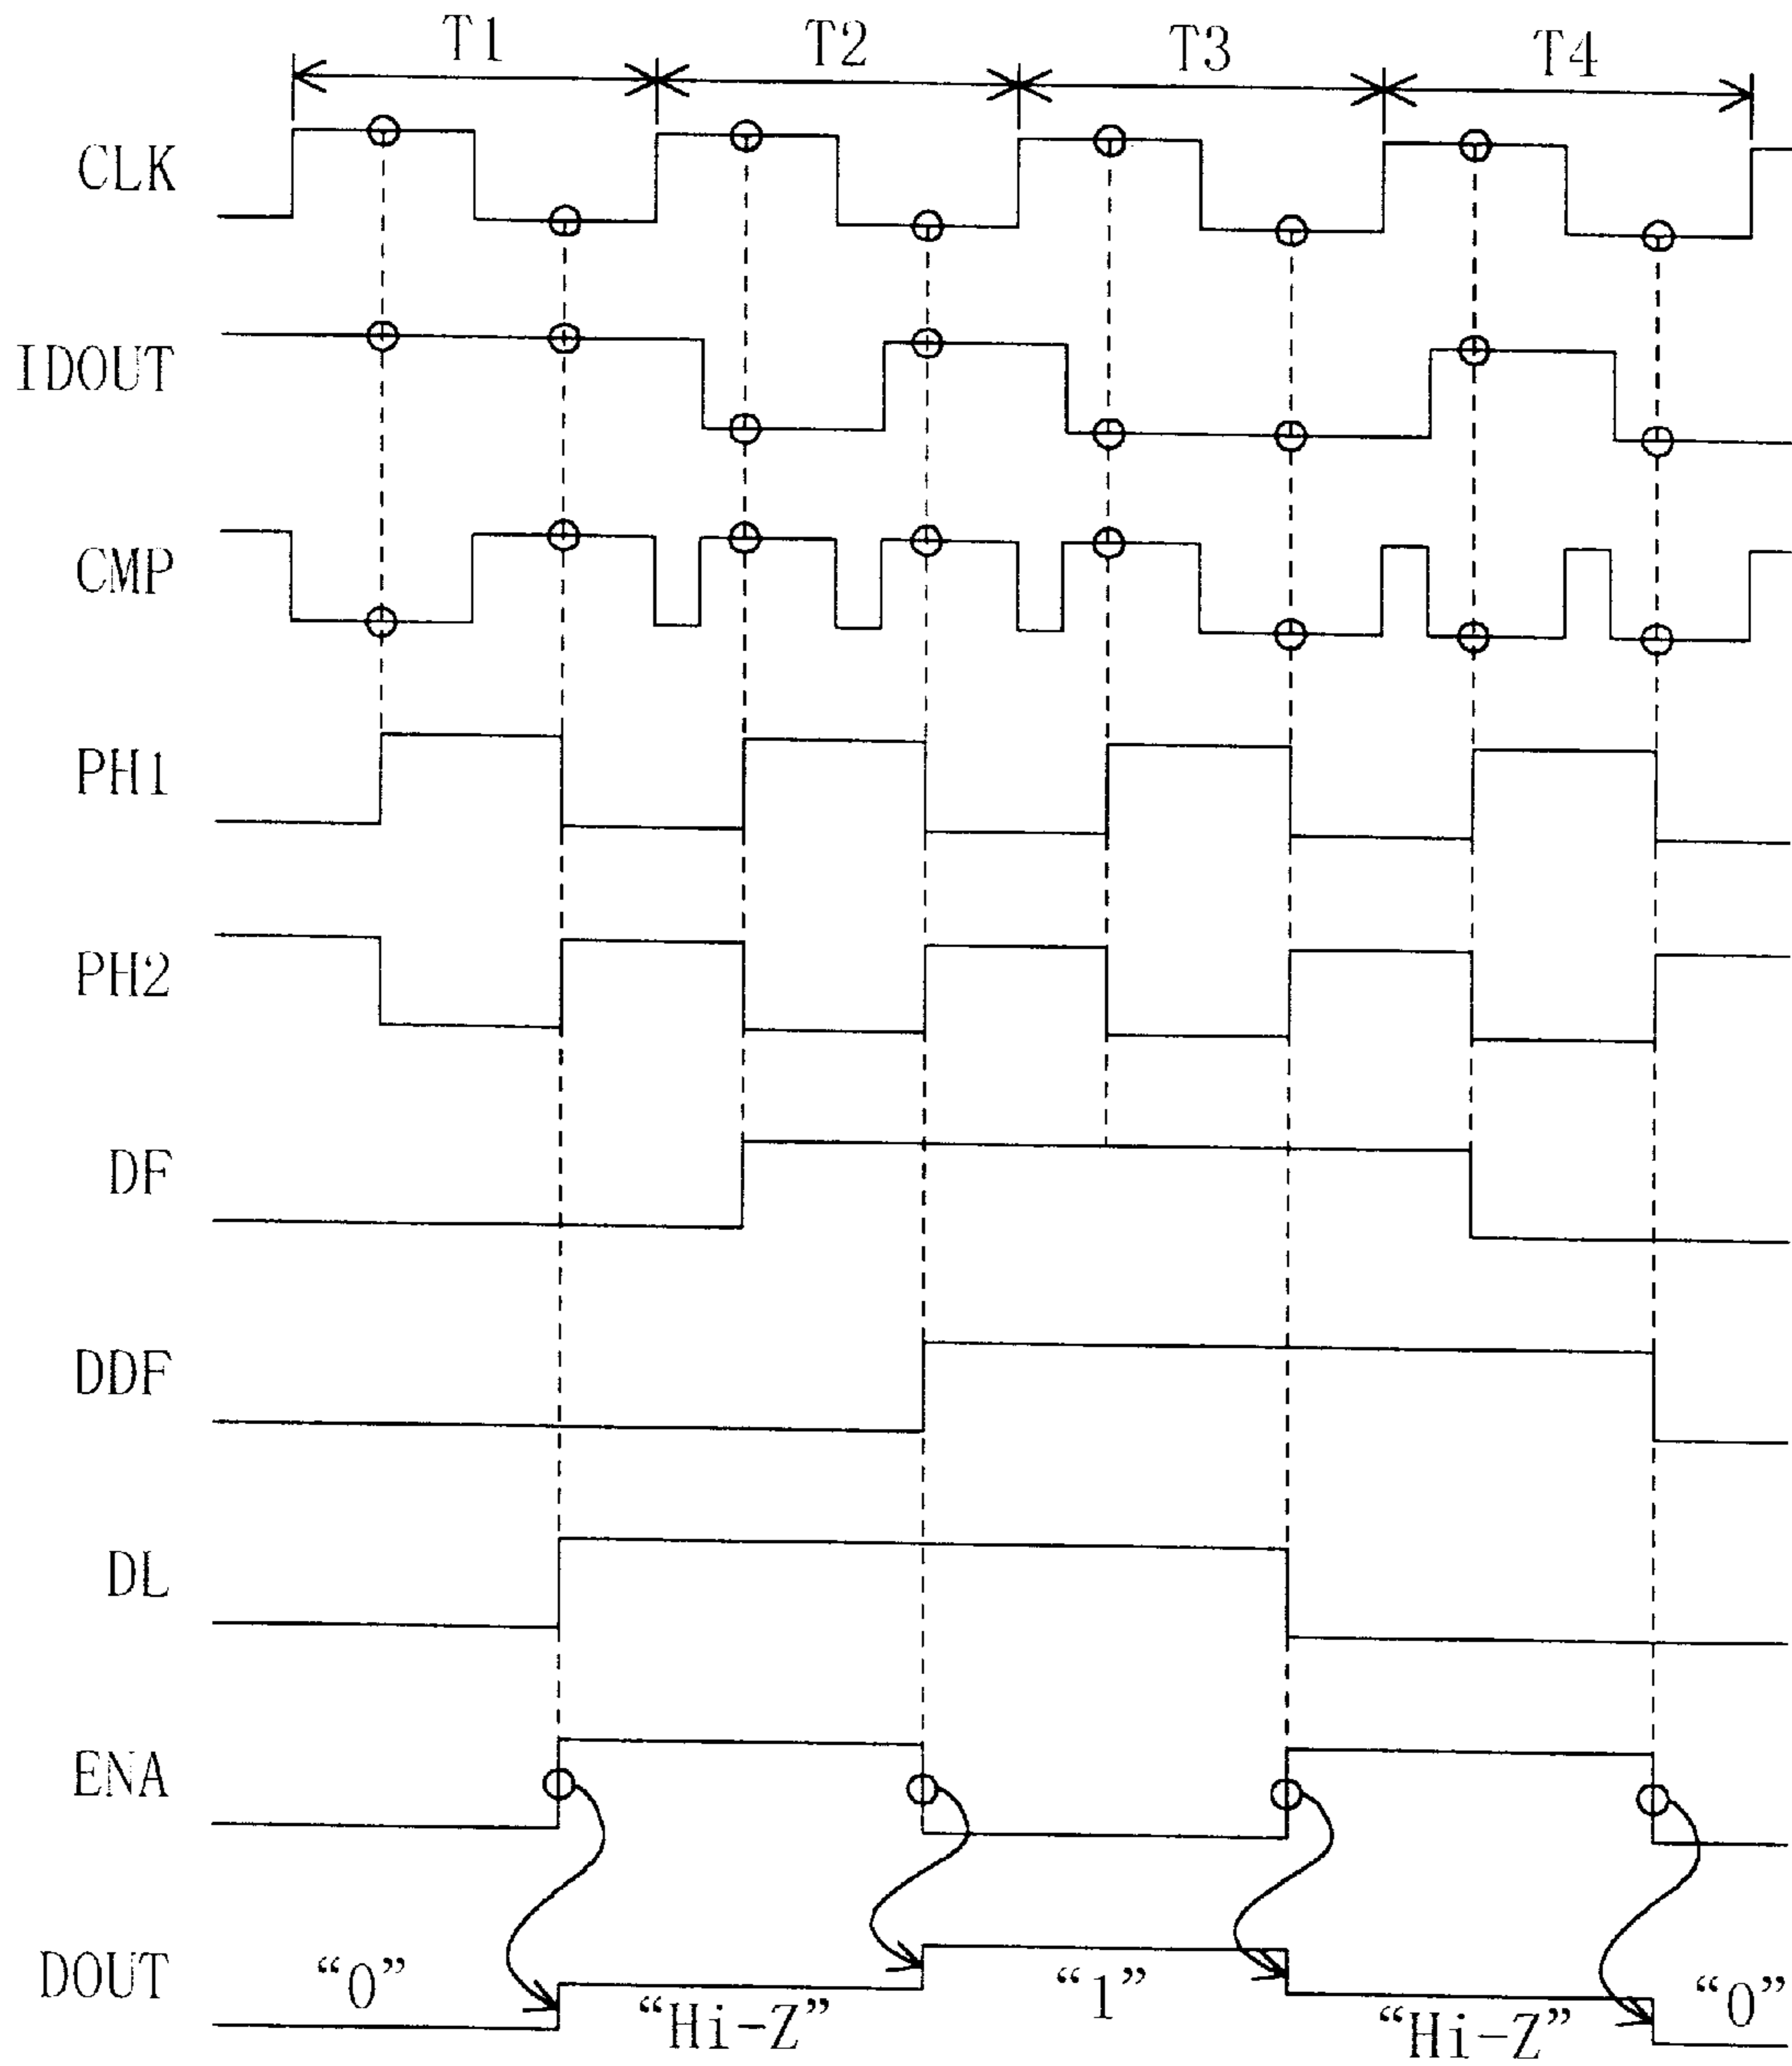 T1 T2 T3 T4
CLK
IDOUT
CMP
PH1
PH2
DF
DDF
DL
ENA
DOUT “0” “Hi-Z” “1” “Hi-Z” “0”